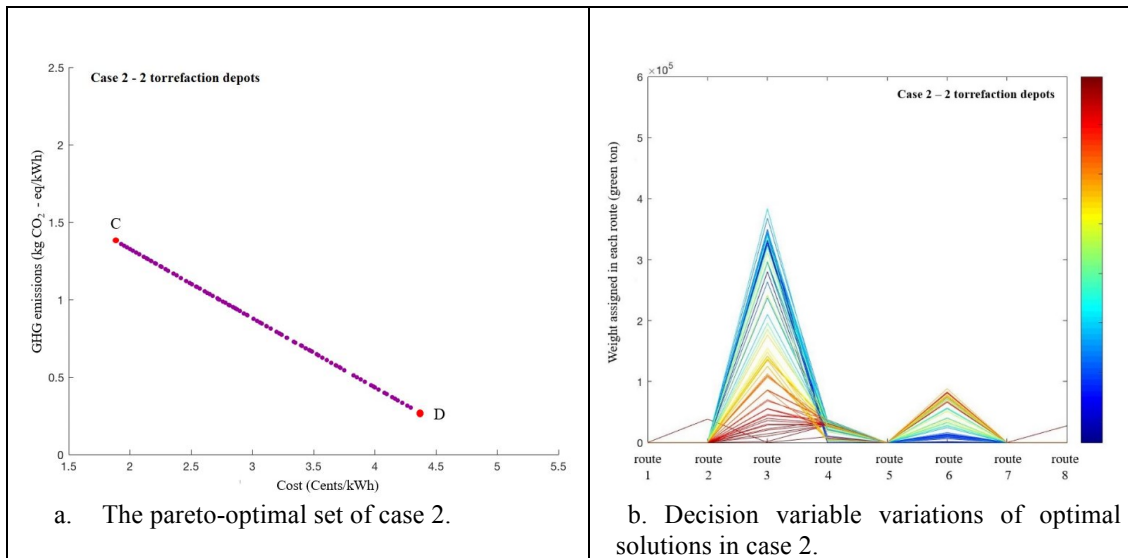 Case 2 - 2 torrefaction depots
2.5
2
1.5
1
0.5
0
GHG emissions (kg CO₂ - eq/kWh)
C
D
1.5 2 2.5 3 3.5 4 4.5 5 5.5
Cost (Cents/kWh)
a. The pareto-optimal set of case 2.
×10⁵
Case 2 – 2 torrefaction depots
6
5
4
3
2
1
0
Weight assigned in each route (green ton)
route route route route route route route route
1 2 3 4 5 6 7 8
b. Decision variable variations of optimal
solutions in case 2.